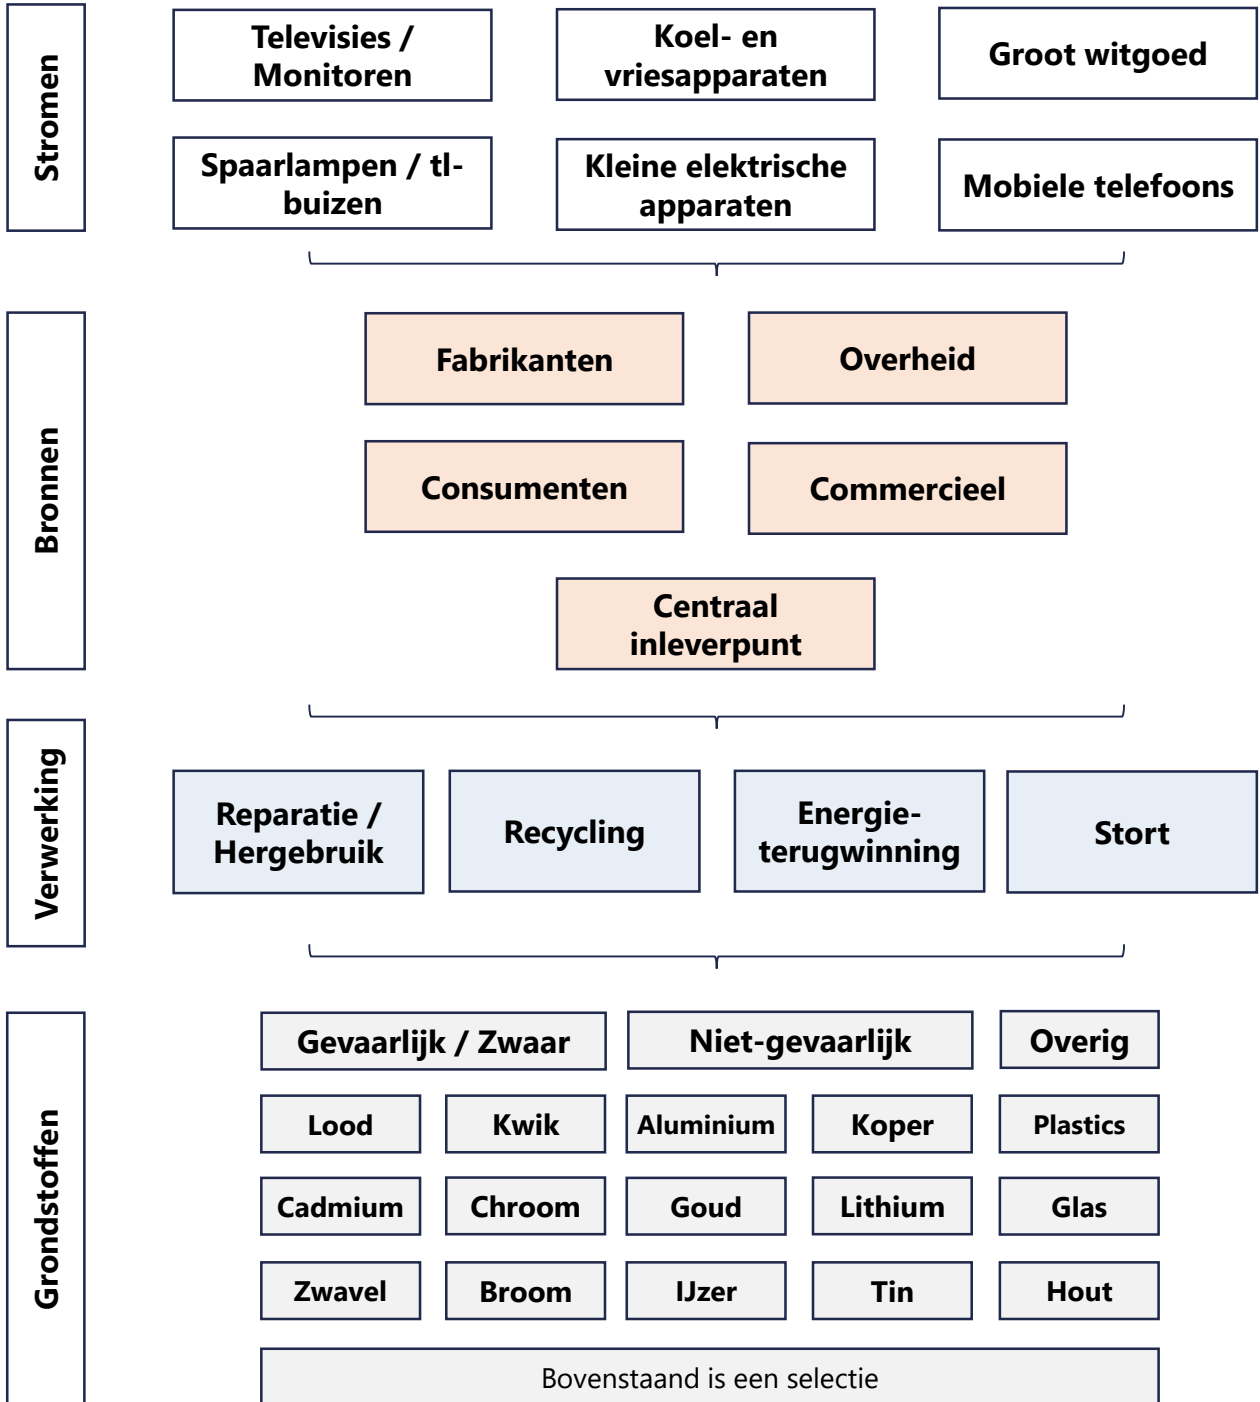 Stromen
Televisies /
Monitoren
Koel- en
vriesapparaten
Groot witgoed
Spaarlampen / tl-
buizen
Kleine elektrische
apparaten
Mobiele telefoons
Bronnen
Fabrikanten
Overheid
Consumenten
Commercieel
Centraal
inleverpunt
Verwerking
Reparatie /
Hergebruik
Recycling
Energie-
terugwinning
Stort
Grondstoffen
Gevaarlijk / Zwaar
Niet-gevaarlijk
Overig
Lood
Kwik
Aluminium
Koper
Plastics
Cadmium
Chroom
Goud
Lithium
Glas
Zwavel
Broom
IJzer
Tin
Hout
Bovenstaand is een selectie